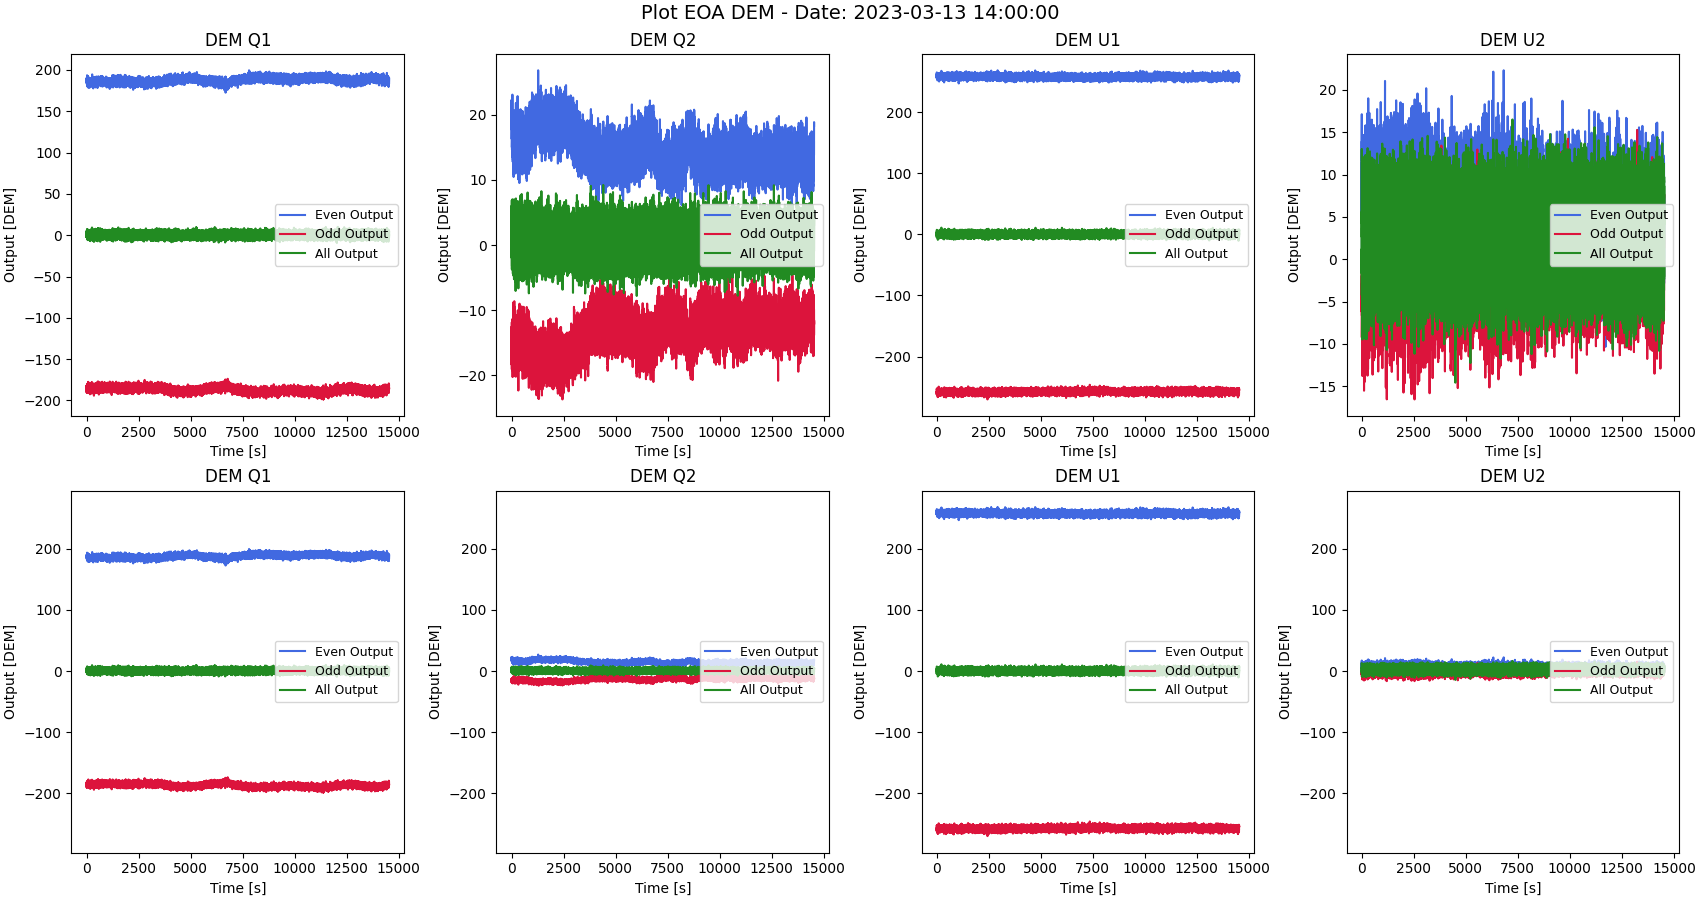 Plot EOA DEM - Date: 2023-03-13 14:00:00
DEM Q1
Output [DEM]
200
150
100
50
0
−50
−100
−150
−200
Even Output
Odd Output
All Output
0 2500 5000 7500 10000 12500 15000
Time [s]
DEM Q2
Output [DEM]
20
10
0
−10
−20
Even Output
Odd Output
All Output
0 2500 5000 7500 10000 12500 15000
Time [s]
DEM U1
Output [DEM]
200
100
0
−100
−200
Even Output
Odd Output
All Output
0 2500 5000 7500 10000 12500 15000
Time [s]
DEM U2
Output [DEM]
20
15
10
5
0
−5
−10
−15
Even Output
Odd Output
All Output
0 2500 5000 7500 10000 12500 15000
Time [s]
DEM Q1
Output [DEM]
200
100
0
−100
−200
Even Output
Odd Output
All Output
0 2500 5000 7500 10000 12500 15000
Time [s]
DEM Q2
Output [DEM]
200
100
0
−100
−200
Even Output
Odd Output
All Output
0 2500 5000 7500 10000 12500 15000
Time [s]
DEM U1
Output [DEM]
200
100
0
−100
−200
Even Output
Odd Output
All Output
0 2500 5000 7500 10000 12500 15000
Time [s]
DEM U2
Output [DEM]
200
100
0
−100
−200
Even Output
Odd Output
All Output
0 2500 5000 7500 10000 12500 15000
Time [s]